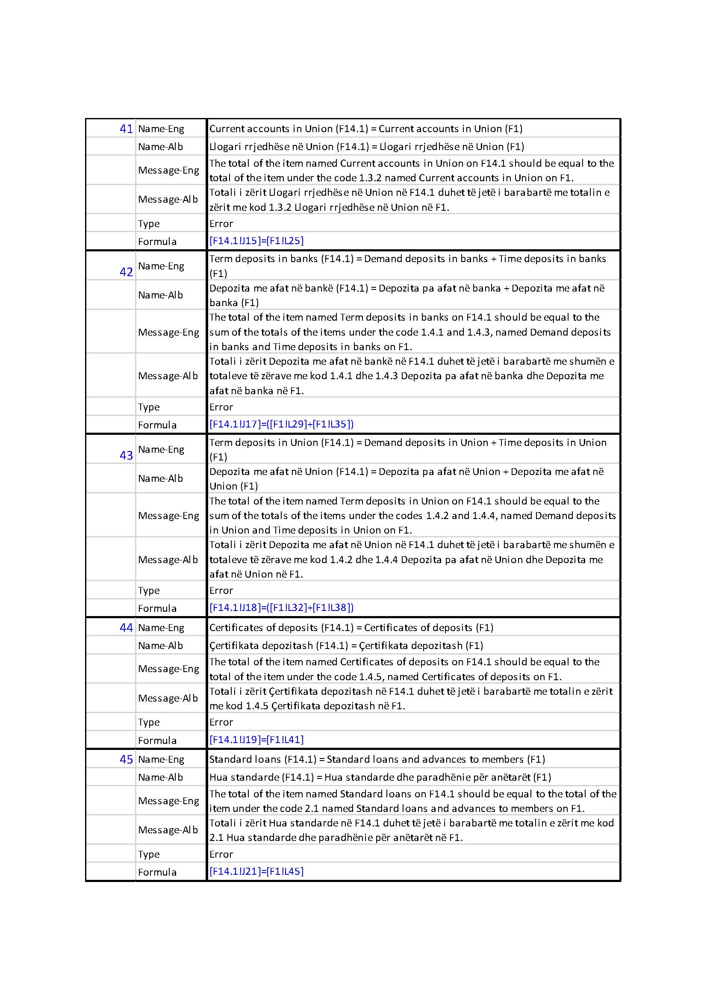 41 Name-Eng Current accounts in Union (F14.1) = Current accounts in Union (F1)
Name-Alb Llogari rrjedhëse në Union (F14.1) = Llogari rrjedhëse në Union (F1)
Message-Eng The total of the item named Current accounts in Union on F14.1 should be equal to the
total of the item under the code 1.3.2 named Current accounts in Union on F1.
Message-Alb Totali i zërit Llogari rrjedhëse në Union në F14.1 duhet të jetë i barabartë me totalin e
zërit me kod 1.3.2 Llogari rrjedhëse në Union në F1.
Type Error
Formula [F14.1!J15]=[F1!L25]
42 Name-Eng Term deposits in banks (F14.1) = Demand deposits in banks + Time deposits in banks
(F1)
Name-Alb Depozita me afat në bankë (F14.1) = Depozita pa afat në banka + Depozita me afat në
banka (F1)
Message-Eng The total of the item named Term deposits in banks on F14.1 should be equal to the
sum of the totals of the items under the code 1.4.1 and 1.4.3, named Demand deposits
in banks and Time deposits in banks on F1.
Message-Alb Totali i zërit Depozita me afat në bankë në F14.1 duhet të jetë i barabartë me shumën e
totaleve të zërave me kod 1.4.1 dhe 1.4.3 Depozita pa afat në banka dhe Depozita me
afat në banka në F1.
Type Error
Formula [F14.1!J17]=([F1!L29]+[F1!L35])
43 Name-Eng Term deposits in Union (F14.1) = Demand deposits in Union + Time deposits in Union
(F1)
Name-Alb Depozita me afat në Union (F14.1) = Depozita pa afat në Union + Depozita me afat në
Union (F1)
Message-Eng The total of the item named Term deposits in Union on F14.1 should be equal to the
sum of the totals of the items under the codes 1.4.2 and 1.4.4, named Demand deposits
in Union and Time deposits in Union on F1.
Message-Alb Totali i zërit Depozita me afat në Union në F14.1 duhet të jetë i barabartë me shumën e
totaleve të zërave me kod 1.4.2 dhe 1.4.4 Depozita pa afat në Union dhe Depozita me
afat në Union në F1.
Type Error
Formula [F14.1!J18]=([F1!L32]+[F1!L38])
44 Name-Eng Certificates of deposits (F14.1) = Certificates of deposits (F1)
Name-Alb Çertifikata depozitash (F14.1) = Çertifikata depozitash (F1)
Message-Eng The total of the item named Certificates of deposits on F14.1 should be equal to the
total of the item under the code 1.4.5, named Certificates of deposits on F1.
Message-Alb Totali i zërit Çertifikata depozitash në F14.1 duhet të jetë i barabartë me totalin e zërit
me kod 1.4.5 Çertifikata depozitash në F1.
Type Error
Formula [F14.1!J19]=[F1!L41]
45 Name-Eng Standard loans (F14.1) = Standard loans and advances to members (F1)
Name-Alb Hua standarde (F14.1) = Hua standarde dhe paradhënie për anëtarët (F1)
Message-Eng The total of the item named Standard loans on F14.1 should be equal to the total of the
item under the code 2.1 named Standard loans and advances to members on F1.
Message-Alb Totali i zërit Hua standarde në F14.1 duhet të jetë i barabartë me totalin e zërit me kod
2.1 Hua standarde dhe paradhënie për anëtarët në F1.
Type Error
Formula [F14.1!J21]=[F1!L45]